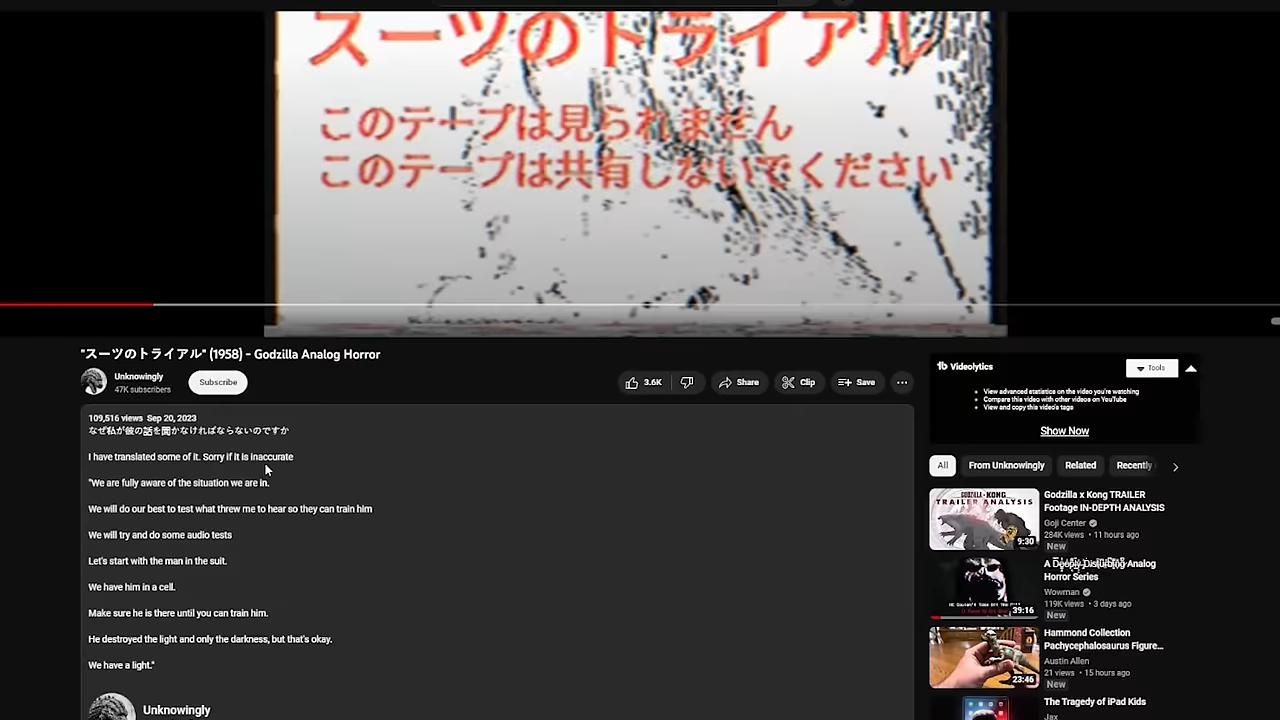 スーツのトライアル
このテープは見られません
このテープは共有しないでください
"スーツのトライアル" (1958) - Godzilla Analog Horror
Unknowingly
47K subscribers
Subscribe
3.6K
Share
Clip
Save
109,516 views Sep 20, 2023
なぜ私が彼の話を聞かなければならないのですか
I have translated some of it. Sorry if it is inaccurate
"We are fully aware of the situation we are in.
We will do our best to test what threw me to hear so they can train him
We will try and do some audio tests
Let's start with the man in the suit.
We have him in a cell.
Make sure he is there until you can train him.
He destroyed the light and only the darkness, but that's okay.
We have a light."
Unknowingly
Videolytics
Tools
View advanced statistics on the video you're watching
Compare this video with other videos on YouTube
View and copy this video's tags
Show Now
All
From Unknowingly
Related
Recently
GODZILLA KONG
TRAILER ANALYSIS
9:30
Godzilla x Kong TRAILER
Footage IN-DEPTH ANALYSIS
Goji Center
284K views • 11 hours ago
New
39:16
A Deeply Disturbing Analog
Horror Series
Wowman
119K views • 3 days ago
New
23:46
Hammond Collection
Pachycephalosaurus Figure...
Austin Allen
21 views • 15 hours ago
New
The Tragedy of iPad Kids
Jax